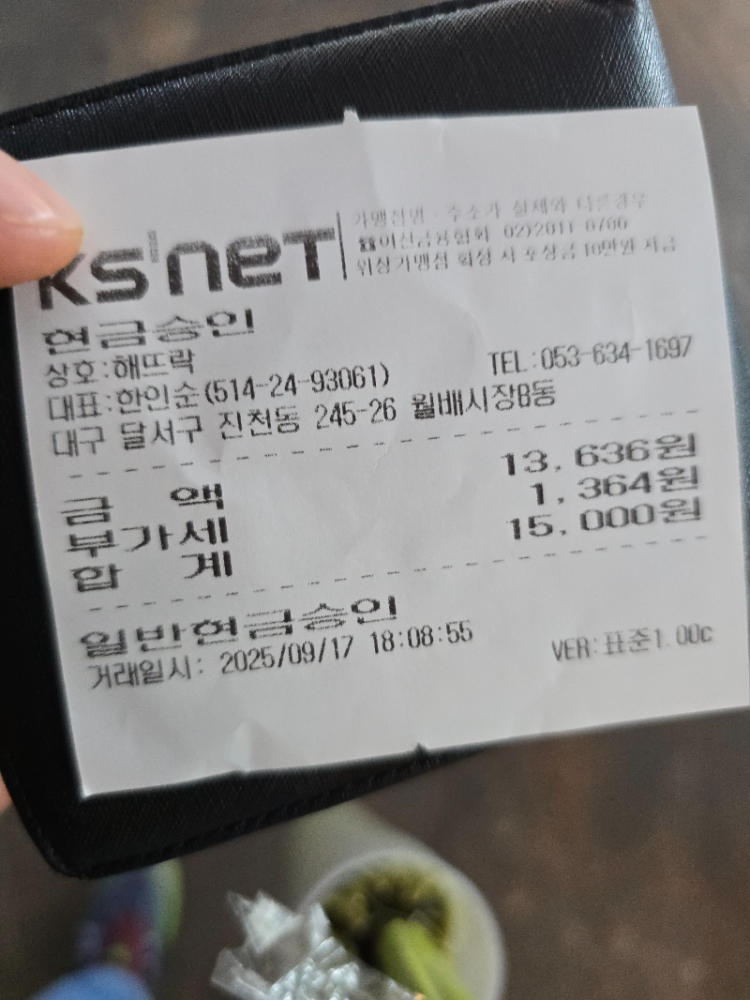 KSNET
가맹점명·주소가 실제와 다른경우
☎여신금융협회 02)2011-0700
위장가맹점 확정 시 포상금 10만원 지급
현금승인
상호:해뜨락
대표:한인순(514-24-93061) TEL:053-634-1697
대구 달서구 진천동 245-26 월배시장B동
금 액 13,636원
부가세 1,364원
합 계 15,000원
일반현금승인
거래일시: 2025/09/17 18:08:55 VER:표준1.00c